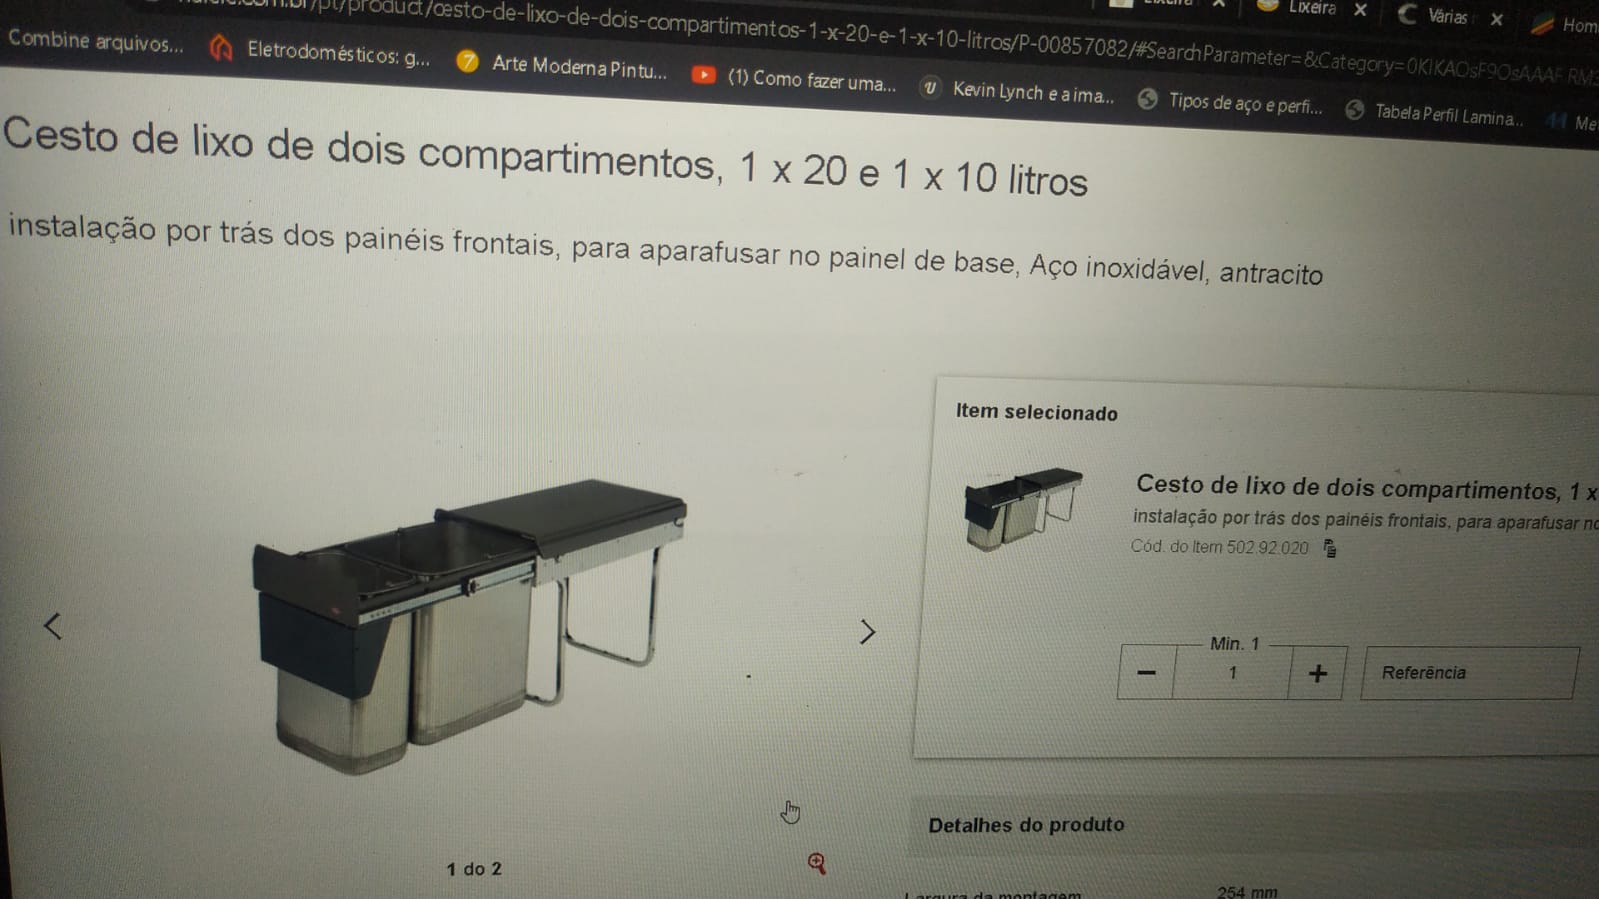 .com.br/pt/product/cesto-de-lixo-de-dois-compartimentos-1-x-20-e-1-x-10-litros/P-00857082/#SearchParameter=&Category=
Lixeira X
Várias X
Hom
Combine arquivos...
Eletrodomésticos: g...
7 Arte Moderna Pintu...
(1) Como fazer uma...
Kevin Lynch e a ima...
Tipos de aço e perfi...
Tabela Perfil Lamina...
Me
Cesto de lixo de dois compartimentos, 1 x 20 e 1 x 10 litros
instalação por trás dos painéis frontais, para aparafusar no painel de base, Aço inoxidável, antracito
Item selecionado
Cesto de lixo de dois compartimentos, 1 x
instalação por trás dos painéis frontais, para aparafusar no
Cód. do Item 502.92.020
Min. 1
− 1 +
Referência
< >
1 do 2
Detalhes do produto
Largura da montagem 254 mm